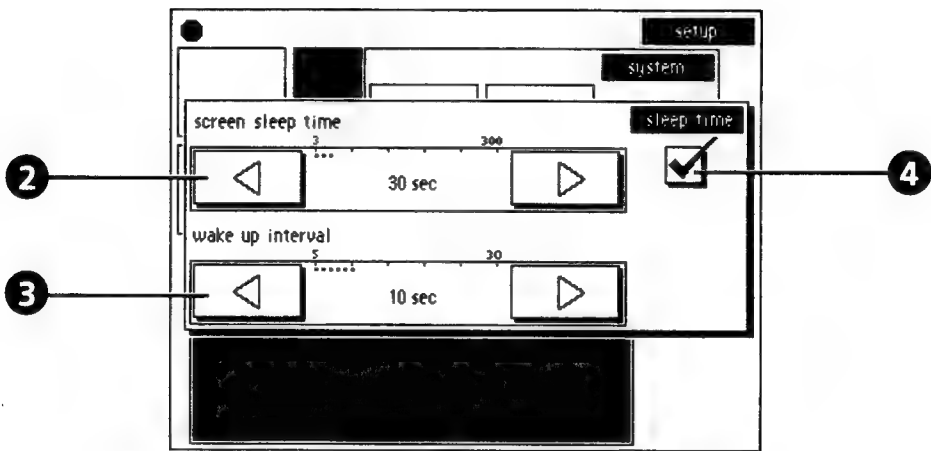 setup
system
screen sleep time
sleep time
3 300
2
30 sec
4
wake up interval
5 30
3
10 sec